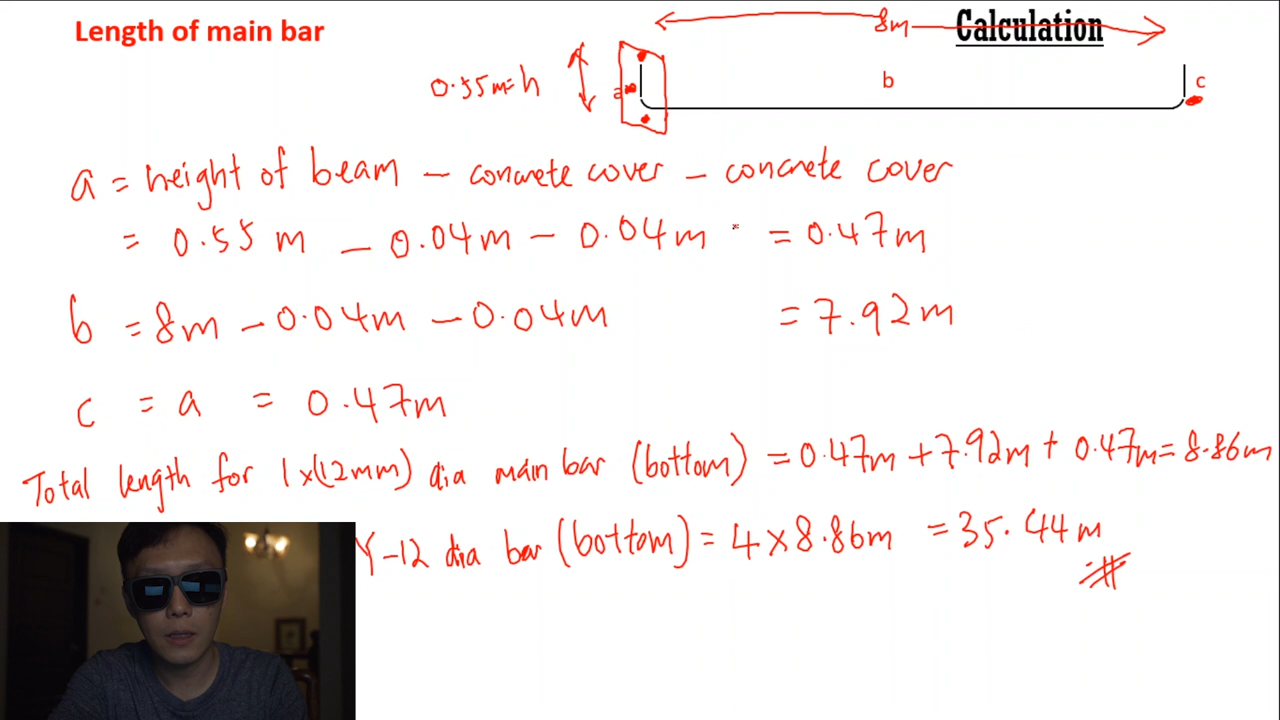 Length of main bar
8m
Calculation
0.55m=h
a
b
c
a = height of beam - concrete cover - concrete cover
= 0.55 m - 0.04m - 0.04m = 0.47m
b = 8m - 0.04m - 0.04m = 7.92m
c = a = 0.47m
Total length for 1x(12mm) dia main bar (bottom) = 0.47m + 7.92m + 0.47m = 8.86m
Y-12 dia bar (bottom) = 4 x 8.86m = 35.44m